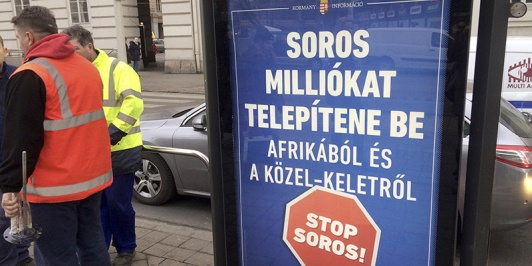 KORMÁNY INFORMÁCIÓ
SOROS
MILLIÓKAT
TELEPÍTENE BE
AFRIKÁBÓL ÉS
A KÖZEL-KELETRŐL
STOP
SOROS!
MULTI